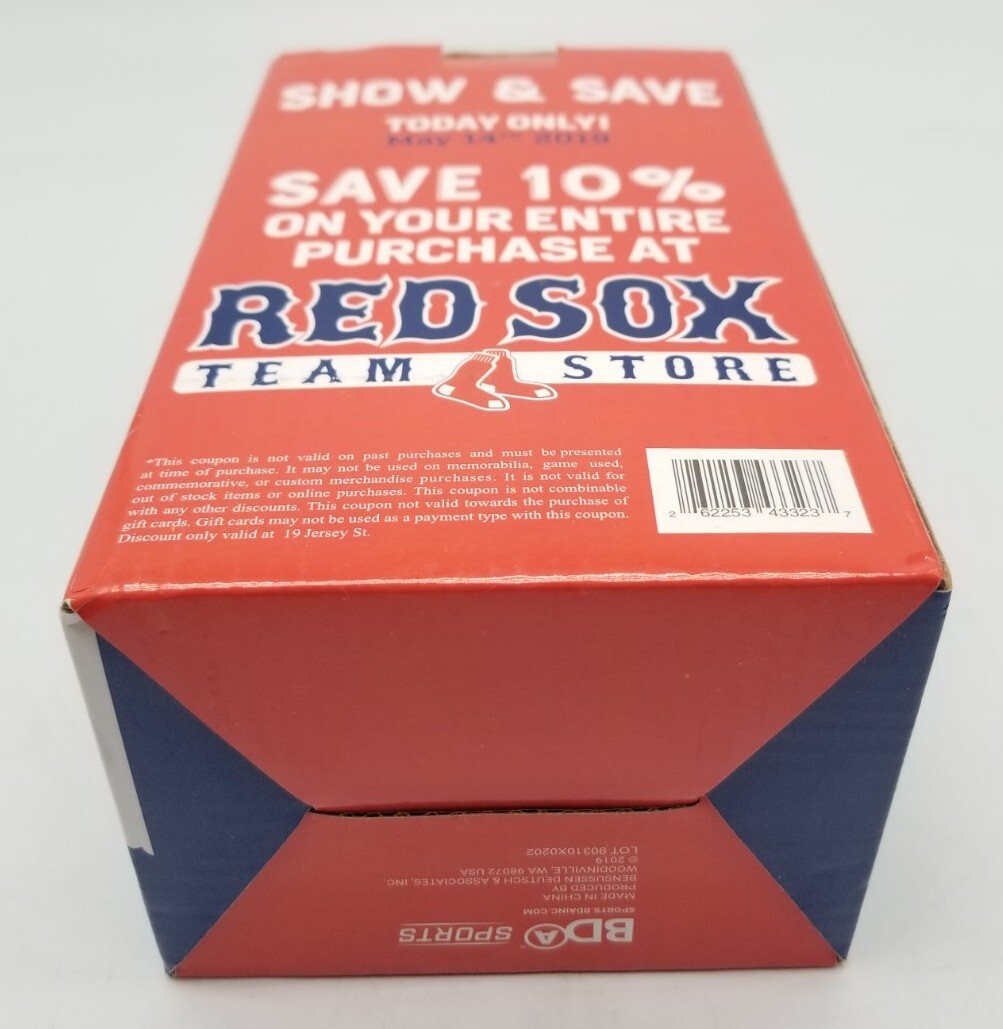 SHOW & SAVE
TODAY ONLY!
May 14TH 2019
SAVE 10%
ON YOUR ENTIRE
PURCHASE AT
RED SOX
TEAM STORE
*This coupon is not valid on past purchases and must be presented
at time of purchase. It may not be used on memorabilia, game used,
commemorative, or custom merchandise purchases. It is not valid for
out of stock items or online purchases. This coupon is not combinable
with any other discounts. This coupon not valid towards the purchase of
gift cards. Gift cards may not be used as a payment type with this coupon.
Discount only valid at 19 Jersey St.
2 62253 43323 7
BDA SPORTS
SPORTS.BDAINC.COM
MADE IN CHINA
PRODUCED BY
BENSUSSEN DEUTSCH & ASSOCIATES, INC.
WOODINVILLE, WA 98072 USA
© 2019
LOT 90310X0202